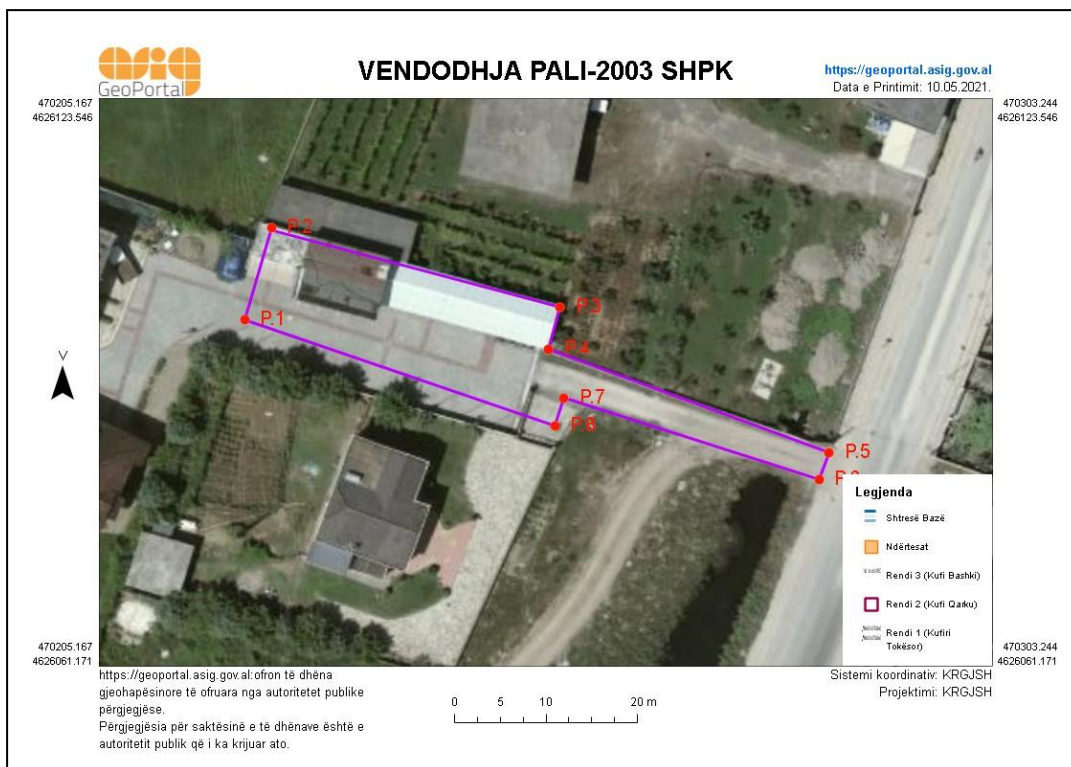 asig
GeoPortal
VENDODHJA PALI-2003 SHPK
https://geoportal.asig.gov.al
Data e Printimit: 10.05.2021.
470205.167
4626123.546
470303.244
4626123.546
P.2
P.3
P.1
P.4
P.7
P.8
P.5
V
Legjenda
Shtresë Bazë
Ndërtesat
Rendi 3 (Kufi Bashki)
Rendi 2 (Kufi Qarku)
Rendi 1 (Kufiri
Tokësor)
470205.167
4626061.171
470303.244
4626061.171
https://geoportal.asig.gov.al:ofron të dhëna
gjeohapësinore të ofruara nga autoritetet publike
përgjegjëse.
Përgjegjësia për saktësinë e të dhënave është e
autoritetit publik që i ka krijuar ato.
0 5 10 20 m
Sistemi koordinativ: KRGJSH
Projektimi: KRGJSH